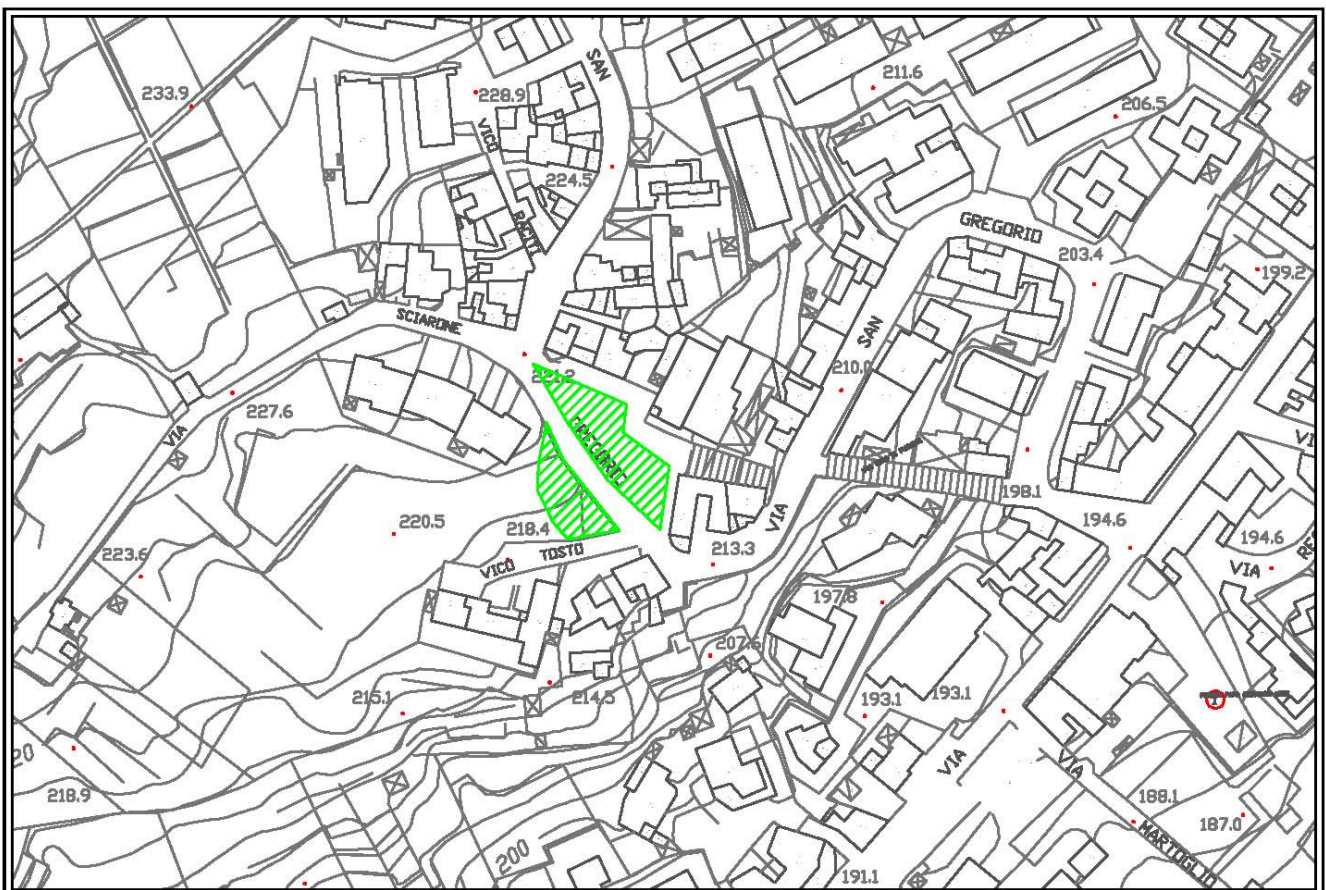 SAN
233.9
228.9
211.6
206.5
VICO
224.5
GREGORIO
203.4
199.2
SCIARONE
SAN
221.2
210.0
227.6
VIA
GREGORIO
198.1
VIA
194.6
220.5
218.4
194.6
223.6
VICO TOSTO
213.3
VIA
197.8
207.6
215.1
214.5
193.1
193.1
VIA
VIA
218.9
188.1
187.0
200
MARTOGLIO
191.1